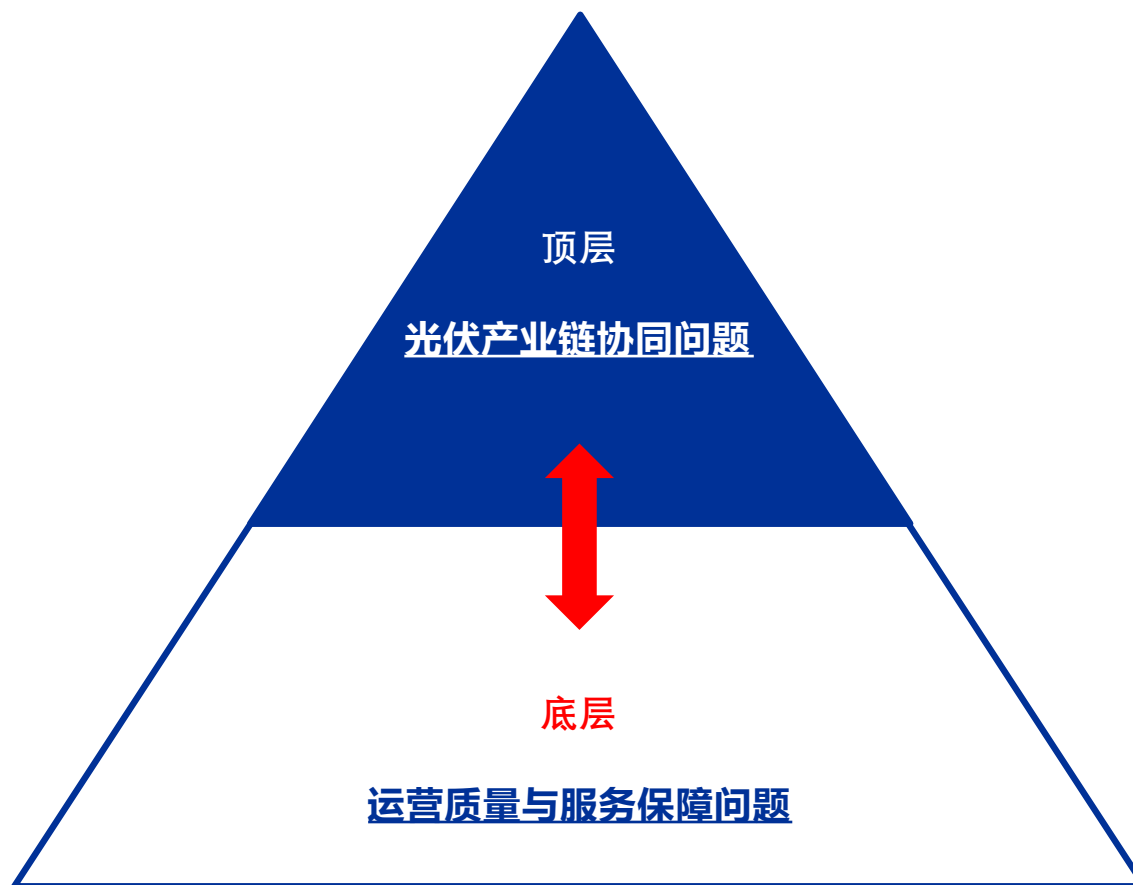 顶层
光伏产业链协同问题
底层
运营质量与服务保障问题